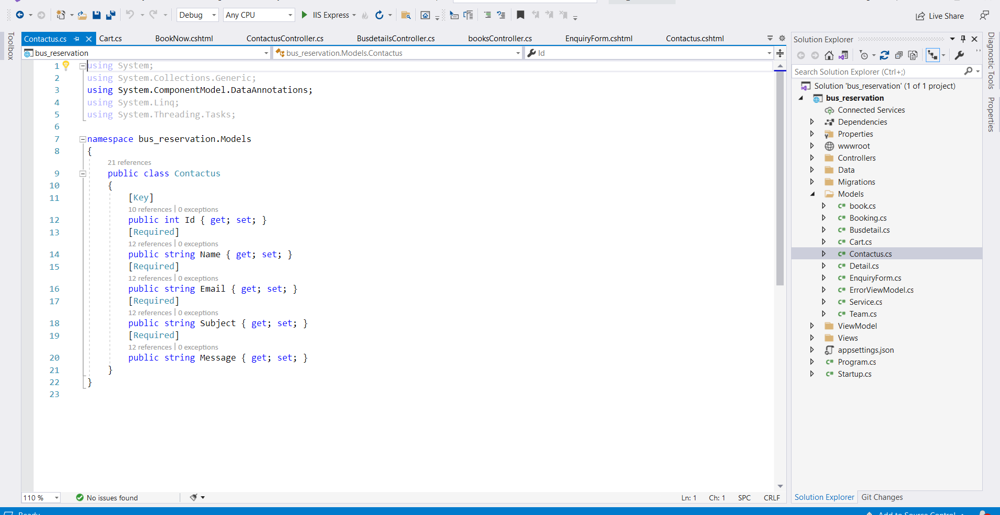 Debug
Any CPU
IIS Express
Live Share
Toolbox
Contactus.cs
Cart.cs
BookNow.cshtml
ContactusController.cs
BusdetailsController.cs
booksController.cs
EnquiryForm.cshtml
Contactus.cshtml
bus_reservation
bus_reservation.Models.Contactus
Id
1 using System;
2 using System.Collections.Generic;
3 using System.ComponentModel.DataAnnotations;
4 using System.Linq;
5 using System.Threading.Tasks;
6
7 namespace bus_reservation.Models
8 {
21 references
9 public class Contactus
10 {
11 [Key]
10 references | 0 exceptions
12 public int Id { get; set; }
13 [Required]
12 references | 0 exceptions
14 public string Name { get; set; }
15 [Required]
12 references | 0 exceptions
16 public string Email { get; set; }
17 [Required]
12 references | 0 exceptions
18 public string Subject { get; set; }
19 [Required]
12 references | 0 exceptions
20 public string Message { get; set; }
21 }
22 }
23
110 %
No issues found
Ln: 1
Ch: 1
SPC
CRLF
Solution Explorer
Search Solution Explorer (Ctrl+;)
Solution 'bus_reservation' (1 of 1 project)
bus_reservation
Connected Services
Dependencies
Properties
wwwroot
Controllers
Data
Migrations
Models
C# book.cs
C# Booking.cs
C# Busdetail.cs
C# Cart.cs
C# Contactus.cs
C# Detail.cs
C# EnquiryForm.cs
C# ErrorViewModel.cs
C# Service.cs
C# Team.cs
ViewModel
Views
appsettings.json
C# Program.cs
C# Startup.cs
Solution Explorer
Git Changes
Diagnostic Tools
Properties
Ready
Add to Source Control